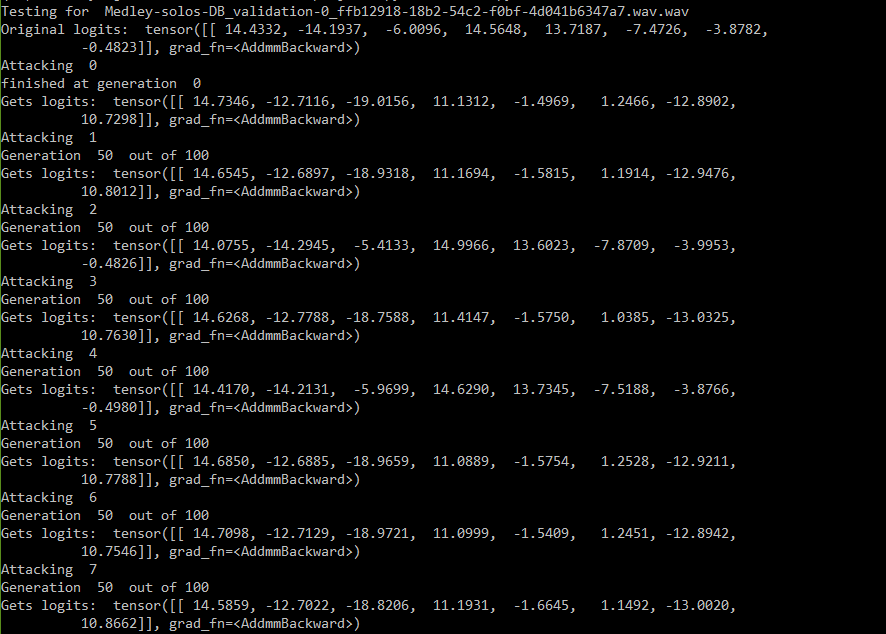 Testing for  Medley-solos-DB_validation-0_ffb12918-18b2-54c2-f0bf-4d041b6347a7.wav.wav
Original logits:  tensor([[ 14.4332, -14.1937,  -6.0096,  14.5648,  13.7187,  -7.4726,  -3.8782,
          -0.4823]], grad_fn=<AddmmBackward>)
Attacking  0
finished at generation  0
Gets logits:  tensor([[ 14.7346, -12.7116, -19.0156,  11.1312,  -1.4969,   1.2466, -12.8902,
          10.7298]], grad_fn=<AddmmBackward>)
Attacking  1
Generation  50  out of 100
Gets logits:  tensor([[ 14.6545, -12.6897, -18.9318,  11.1694,  -1.5815,   1.1914, -12.9476,
          10.8012]], grad_fn=<AddmmBackward>)
Attacking  2
Generation  50  out of 100
Gets logits:  tensor([[ 14.0755, -14.2945,  -5.4133,  14.9966,  13.6023,  -7.8709,  -3.9953,
          -0.4826]], grad_fn=<AddmmBackward>)
Attacking  3
Generation  50  out of 100
Gets logits:  tensor([[ 14.6268, -12.7788, -18.7588,  11.4147,  -1.5750,   1.0385, -13.0325,
          10.7630]], grad_fn=<AddmmBackward>)
Attacking  4
Generation  50  out of 100
Gets logits:  tensor([[ 14.4170, -14.2131,  -5.9699,  14.6290,  13.7345,  -7.5188,  -3.8766,
          -0.4980]], grad_fn=<AddmmBackward>)
Attacking  5
Generation  50  out of 100
Gets logits:  tensor([[ 14.6850, -12.6885, -18.9659,  11.0889,  -1.5754,   1.2528, -12.9211,
          10.7788]], grad_fn=<AddmmBackward>)
Attacking  6
Generation  50  out of 100
Gets logits:  tensor([[ 14.7098, -12.7129, -18.9721,  11.0999,  -1.5409,   1.2451, -12.8942,
          10.7546]], grad_fn=<AddmmBackward>)
Attacking  7
Generation  50  out of 100
Gets logits:  tensor([[ 14.5859, -12.7022, -18.8206,  11.1931,  -1.6645,   1.1492, -13.0020,
          10.8662]], grad_fn=<AddmmBackward>)